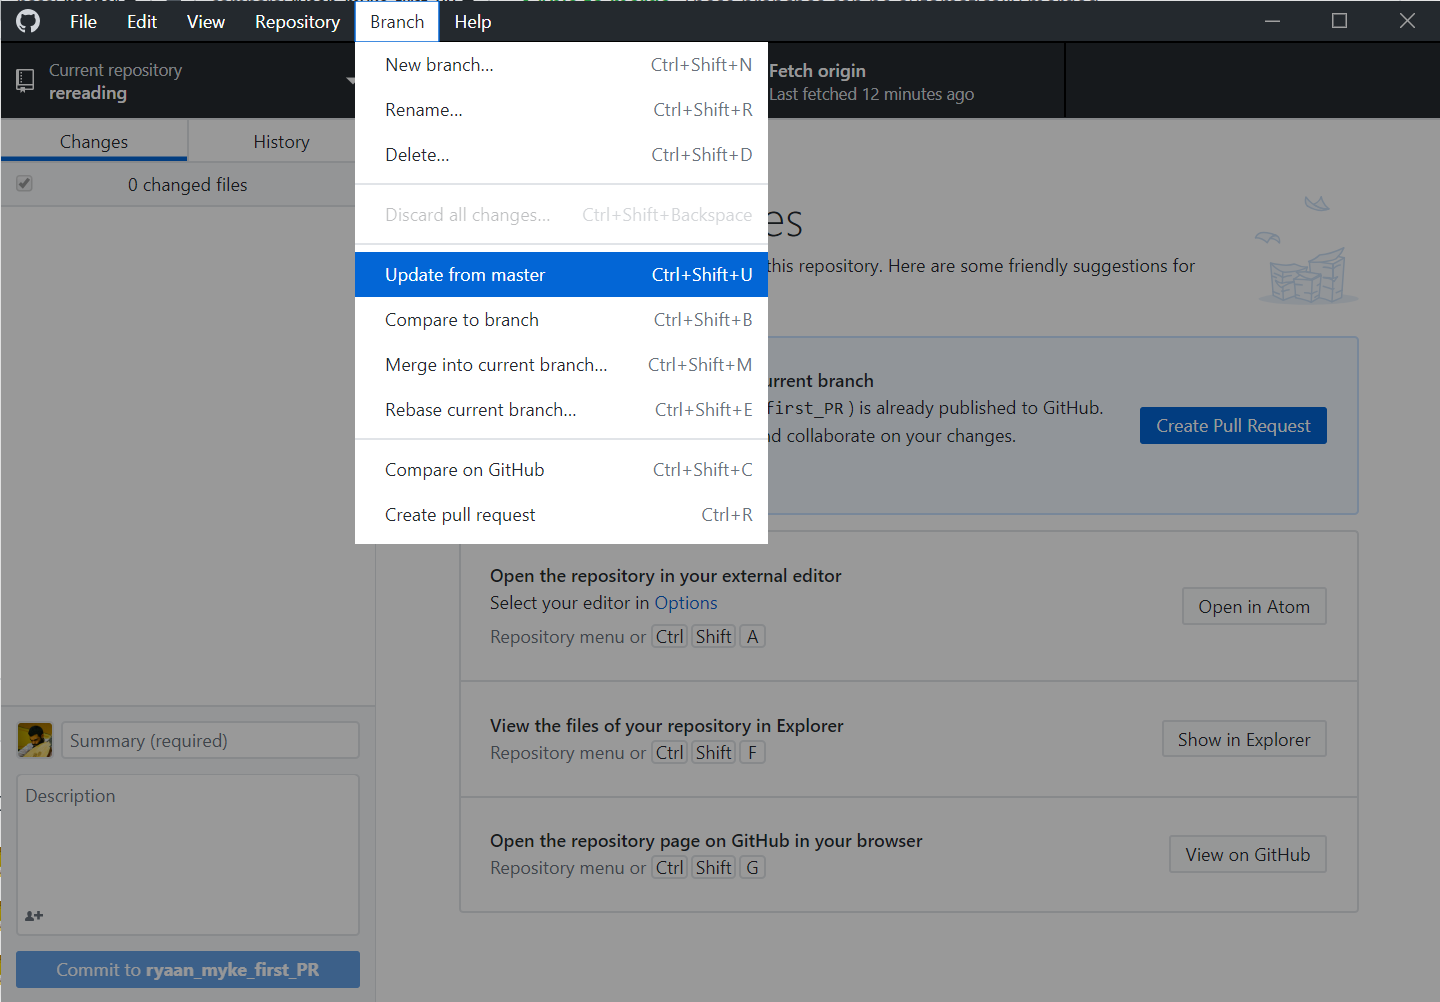 File Edit View Repository Branch Help
Current repository
rereading
Fetch origin
Last fetched 12 minutes ago
Changes History
0 changed files
New branch... Ctrl+Shift+N
Rename... Ctrl+Shift+R
Delete... Ctrl+Shift+D
Discard all changes... Ctrl+Shift+Backspace
Update from master Ctrl+Shift+U
Compare to branch Ctrl+Shift+B
Merge into current branch... Ctrl+Shift+M
Rebase current branch... Ctrl+Shift+E
Compare on GitHub Ctrl+Shift+C
Create pull request Ctrl+R
es
this repository. Here are some friendly suggestions for
urrent branch
first_PR ) is already published to GitHub.
nd collaborate on your changes.
Create Pull Request
Open the repository in your external editor
Select your editor in Options
Repository menu or Ctrl Shift A
Open in Atom
View the files of your repository in Explorer
Repository menu or Ctrl Shift F
Show in Explorer
Open the repository page on GitHub in your browser
Repository menu or Ctrl Shift G
View on GitHub
Summary (required)
Description
Commit to ryaan_myke_first_PR